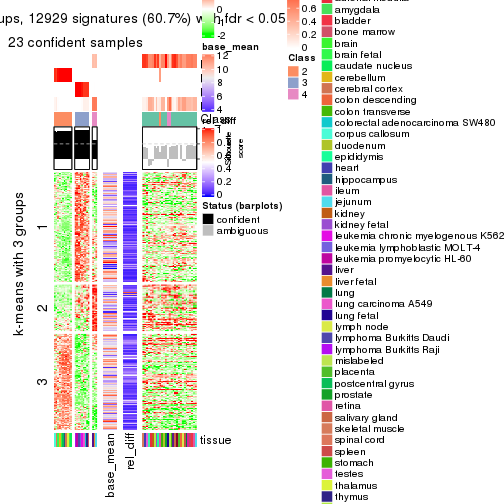 ups, 12929 signatures (60.7%) with fdr < 0.05
23 confident samples
0
-2
base_mean
12
10
8
6
4
rel_diff
1
0.8
0.6
0.4
0.2
0
Status (barplots)
confident
ambiguous
0.6
0.4
0.2
0
Class
2
3
4
Class
Silhouette
score
k-means with 3 groups
1
2
3
base_mean
rel_diff
tissue
amygdala
bladder
bone marrow
brain
brain fetal
caudate nucleus
cerebellum
cerebral cortex
colon descending
colon transverse
colorectal adenocarcinoma SW480
corpus callosum
duodenum
epididymis
heart
hippocampus
ileum
jejunum
kidney
kidney fetal
leukemia chronic myelogenous K562
leukemia lymphoblastic MOLT-4
leukemia promyelocytic HL-60
liver
liver fetal
lung
lung carcinoma A549
lung fetal
lymph node
lymphoma Burkitts Daudi
lymphoma Burkitts Raji
mislabeled
placenta
postcentral gyrus
prostate
retina
salivary gland
skeletal muscle
spinal cord
spleen
stomach
testes
thalamus
thymus